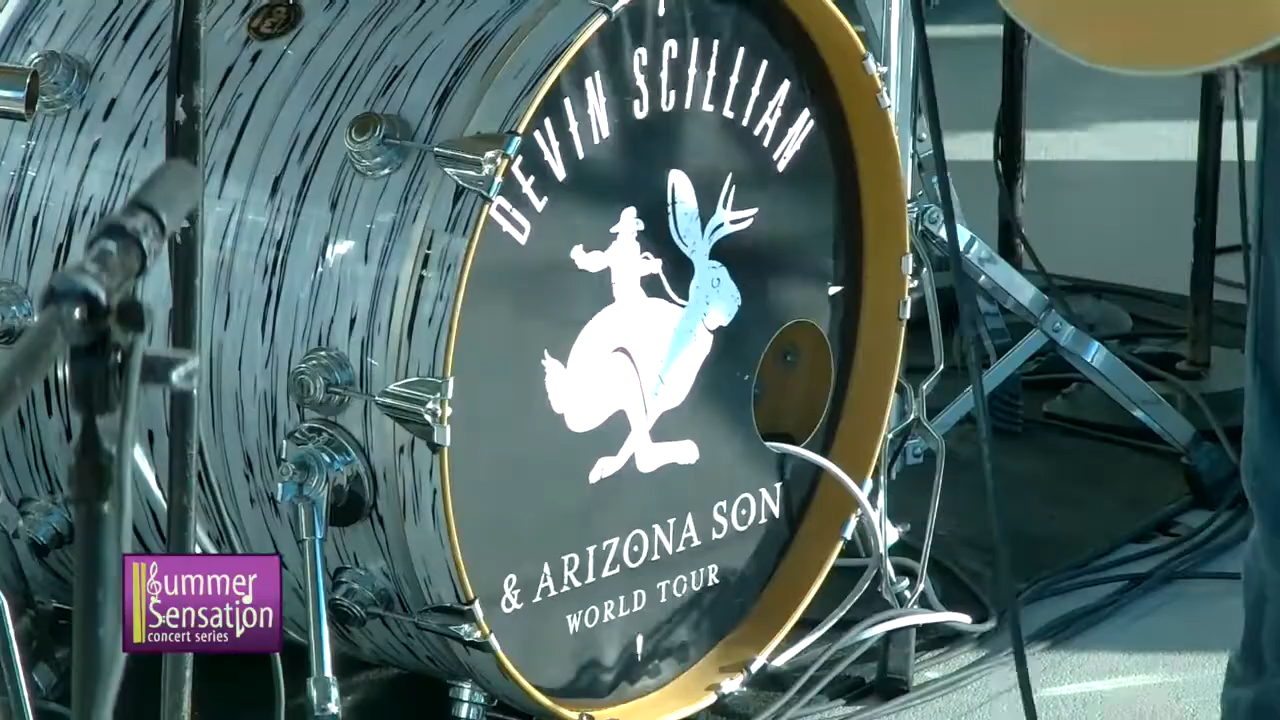 DEVIN SCILLIAN
& ARIZONA SON
WORLD TOUR
Summer
Sensation
concert series